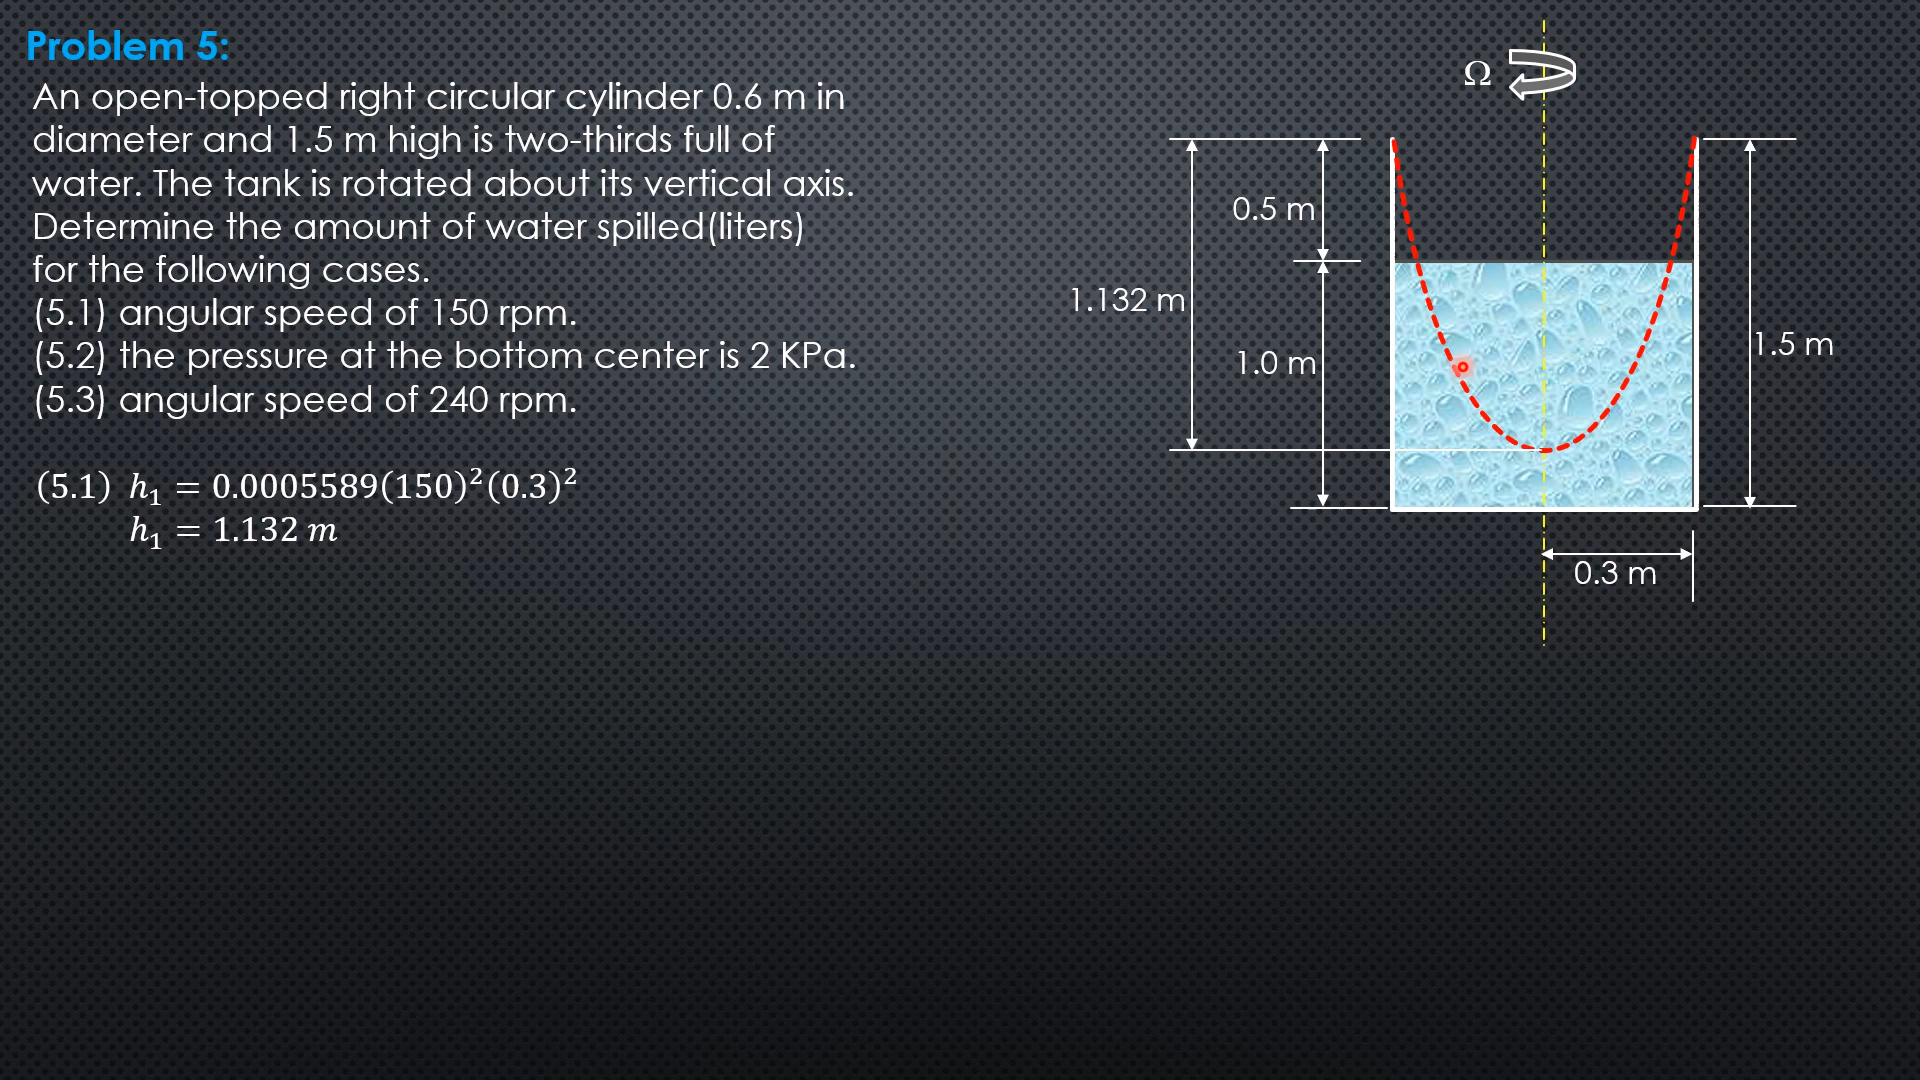 Problem 5:
An open-topped right circular cylinder 0.6 m in
diameter and 1.5 m high is two-thirds full of
water. The tank is rotated about its vertical axis.
Determine the amount of water spilled(liters)
for the following cases.
(5.1) angular speed of 150 rpm.
(5.2) the pressure at the bottom center is 2 KPa.
(5.3) angular speed of 240 rpm.
(5.1) h₁ = 0.0005589(150)²(0.3)²
h₁ = 1.132 m
Ω
0.5 m
1.132 m
1.0 m
1.5 m
0.3 m